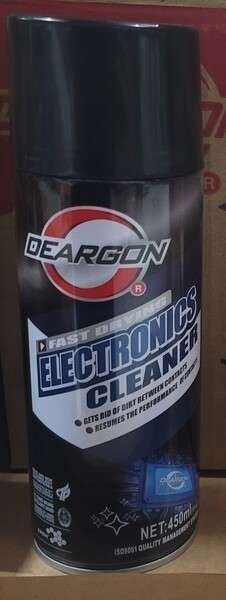 DEARGON
®
FAST DRYING
ELECTRONICS
CLEANER
GETS RID OF DIRT BETWEEN CONTACTS
RESUMES THE PERFORMANCE
NET:450ml
ISO9001 QUALITY MANAGEMENT